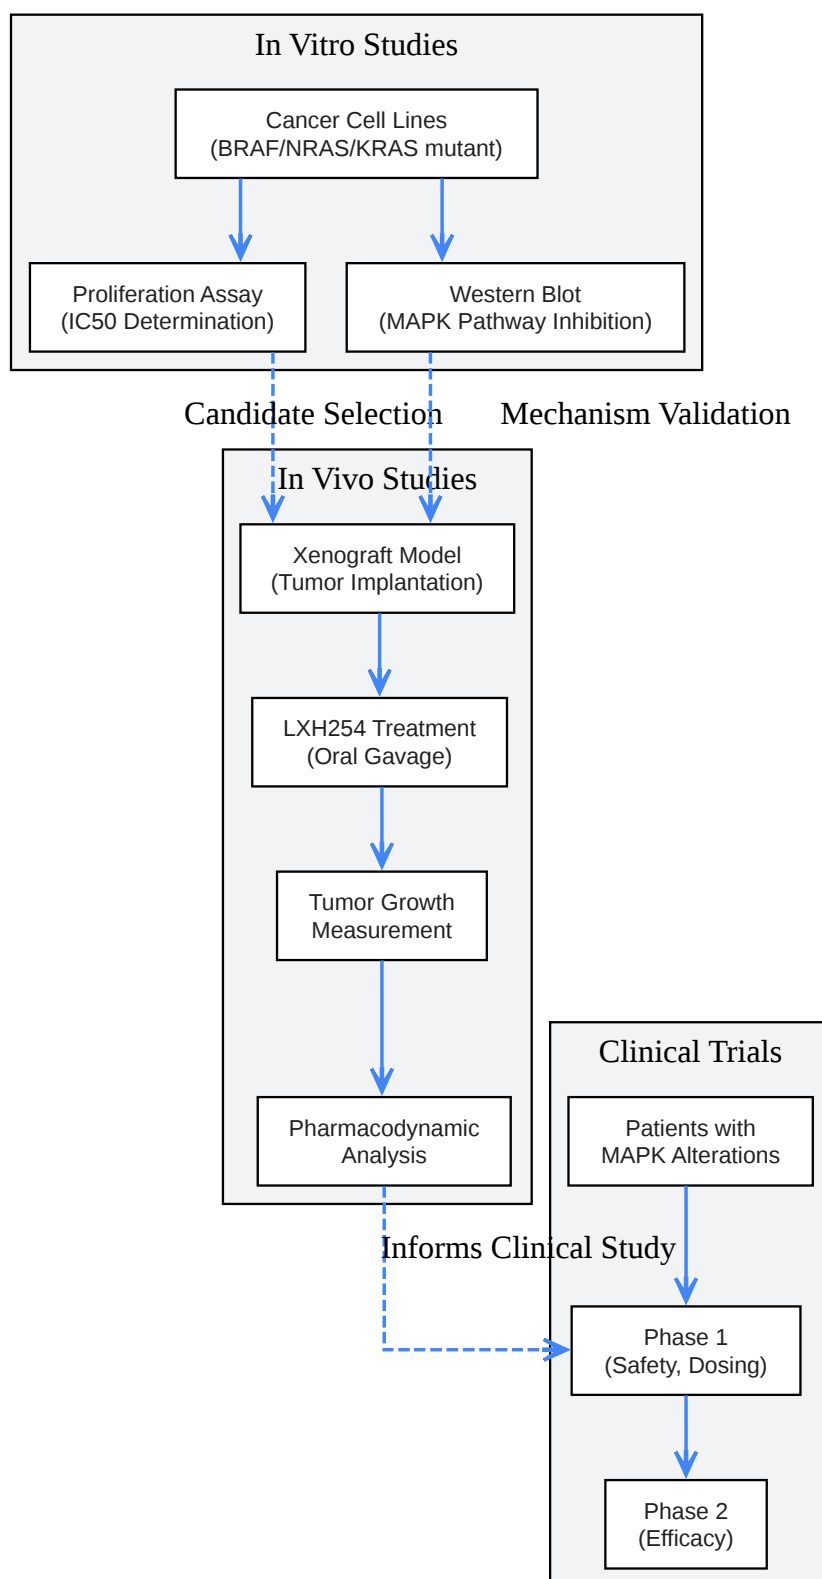 In Vitro Studies
Cancer Cell Lines
(BRAF/NRAS/KRAS mutant)
Proliferation Assay
(IC50 Determination)
Western Blot
(MAPK Pathway Inhibition)
Candidate Selection
Mechanism Validation
In Vivo Studies
Xenograft Model
(Tumor Implantation)
LXH254 Treatment
(Oral Gavage)
Tumor Growth
Measurement
Clinical Trials
Pharmacodynamic
Analysis
Patients with
MAPK Alterations
Informs Clinical Study
Phase 1
(Safety, Dosing)
Phase 2
(Efficacy)